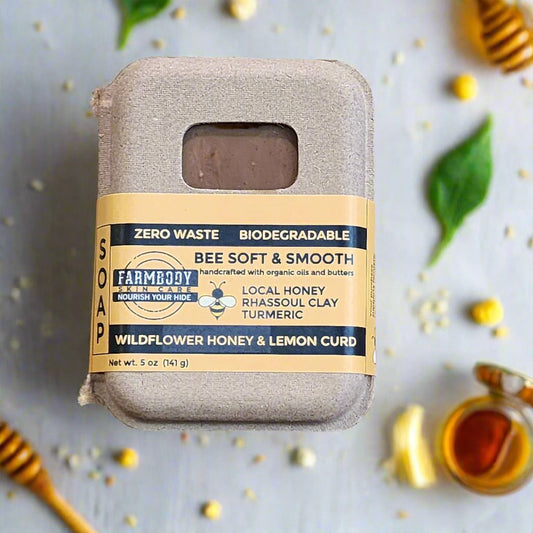 ZERO WASTE BIODEGRADABLE
SOAP
BEE SOFT & SMOOTH
handcrafted with organic oils and butters
FARMBODY
SKIN CARE
NOURISH YOUR HIDE
LOCAL HONEY
RHASSOUL CLAY
TURMERIC
WILDFLOWER HONEY & LEMON CURD
Net wt. 5 oz (141 g)